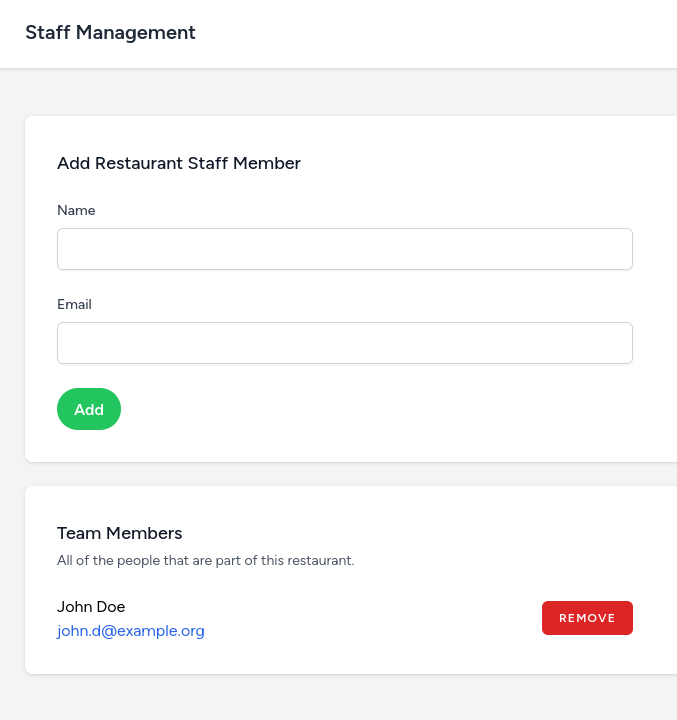 Staff Management
Add Restaurant Staff Member
Name
Email
Add
Team Members
All of the people that are part of this restaurant.
John Doe
REMOVE
john.d@example.org